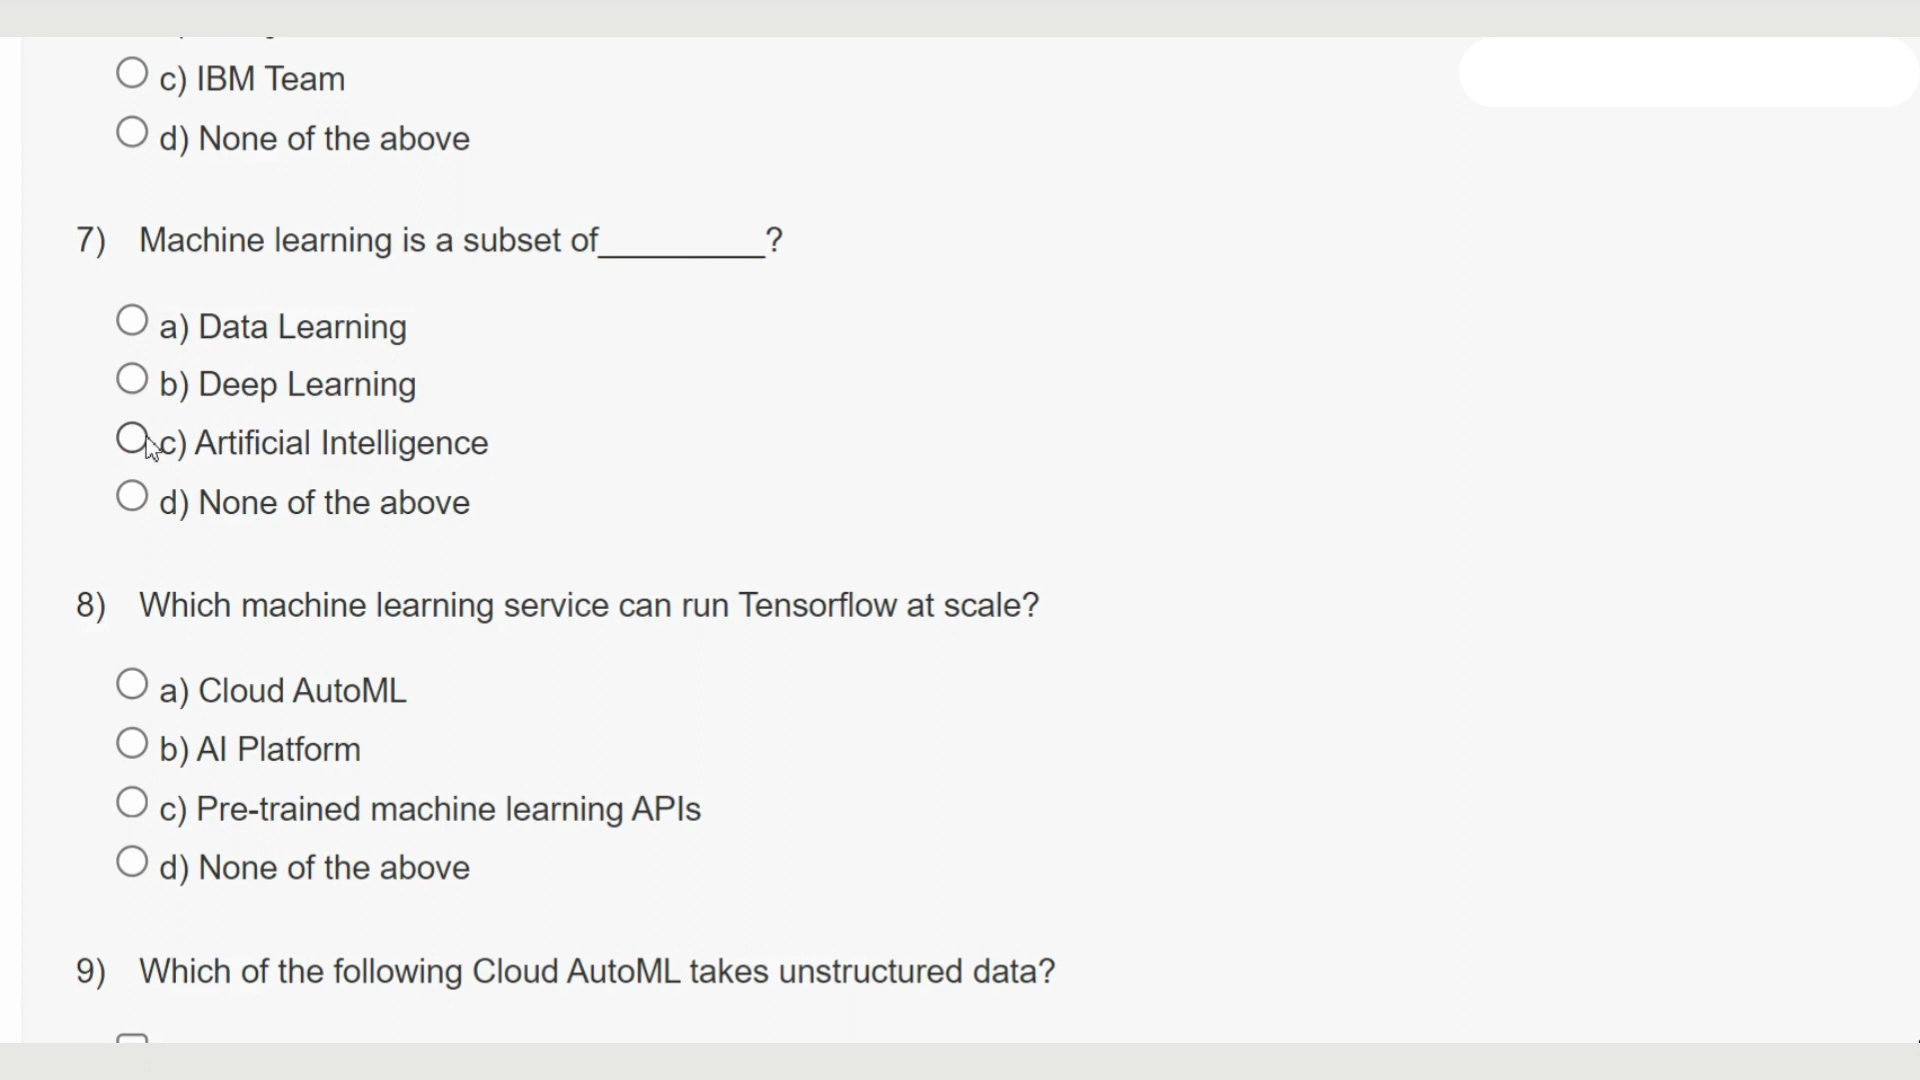 c) IBM Team
d) None of the above
7) Machine learning is a subset of_________?
a) Data Learning
b) Deep Learning
c) Artificial Intelligence
d) None of the above
8) Which machine learning service can run Tensorflow at scale?
a) Cloud AutoML
b) AI Platform
c) Pre-trained machine learning APIs
d) None of the above
9) Which of the following Cloud AutoML takes unstructured data?